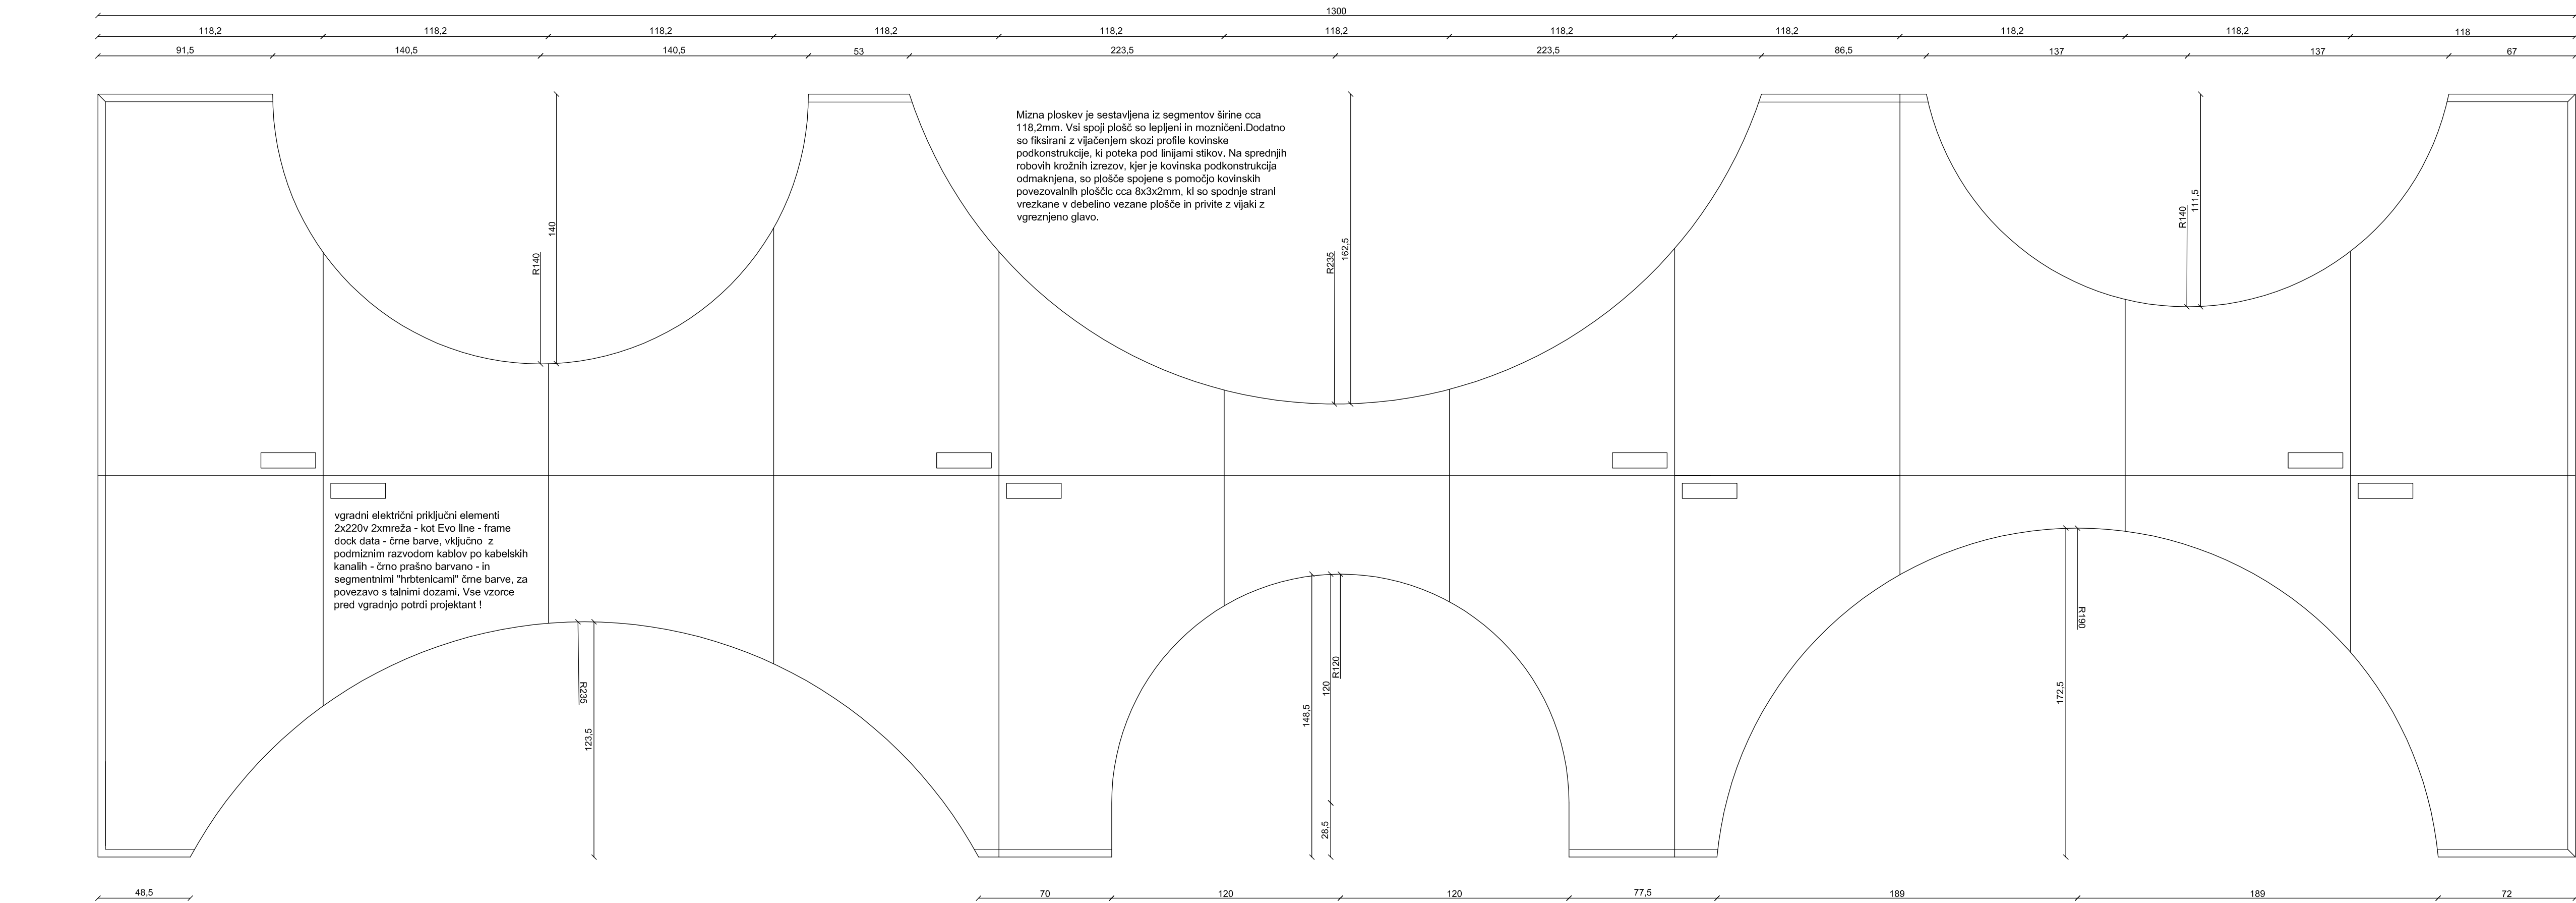 1300
118,2 118,2 118,2 118,2 118,2 118,2 118,2 118,2 118,2 118,2 118
91,5 140,5 140,5 53 223,5 223,5 86,5 137 137 67
Mizna ploskev je sestavljena iz segmentov širine cca
118,2mm. Vsi spoji plošč so lepljeni in mozničeni.Dodatno
so fiksirani z vijačenjem skozi profile kovinske
podkonstrukcije, ki poteka pod linijami stikov. Na sprednjih
robovih krožnih izrezov, kjer je kovinska podkonstrukcija
odmaknjena, so plošče spojene s pomočjo kovinskih
povezovalnih ploščic cca 8x3x2mm, ki so spodnje strani
vrezkane v debelino vezane plošče in privite z vijaki z
vgreznjeno glavo.
R140
140
R235
162,5
R140
111,5
vgradni električni priključni elementi
2x220v 2xmreža - kot Evo line - frame
dock data - črne barve, vključno z
podmiznim razvodom kablov po kabelskih
kanalih - črno prašno barvano - in
segmentnimi "hrbtenicami" črne barve, za
povezavo s talnimi dozami. Vse vzorce
pred vgradnjo potrdi projektant !
R235
123,5
148,5
120
R120
28,5
172,5
R190
48,5 70 120 120 77,5 189 189 72